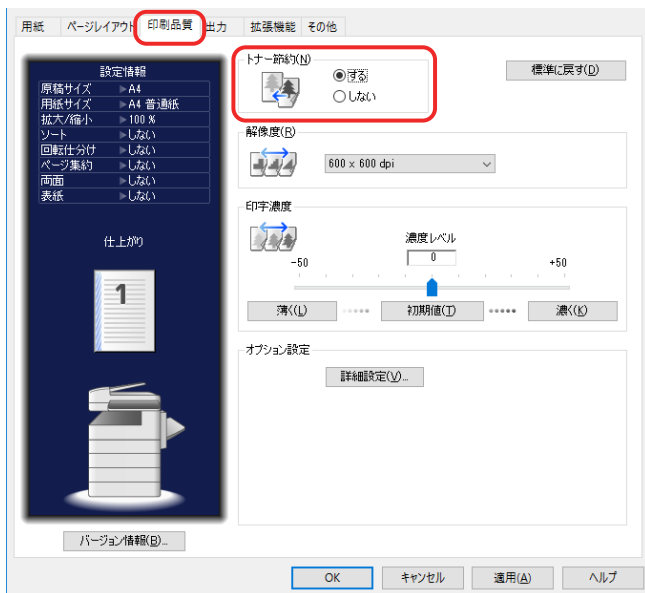 用紙 ページレイアウト 印刷品質 出力 拡張機能 その他
設定情報
原稿サイズ ▶A4
用紙サイズ ▶A4 普通紙
拡大/縮小 ▶100 %
ソート ▶しない
回転仕分け ▶しない
ページ集約 ▶しない
両面 ▶しない
表紙 ▶しない
仕上がり
1
バージョン情報(B)...
トナー節約(N)
する
しない
標準に戻す(D)
解像度(R)
600 x 600 dpi
印字濃度
濃度レベル
-50 0 +50
薄く(L) 初期値(T) 濃く(K)
オプション設定
詳細設定(V)...
OK キャンセル 適用(A) ヘルプ